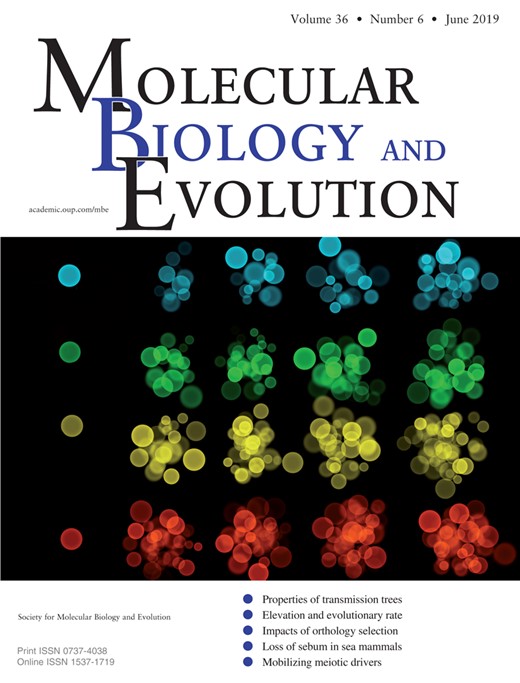 Volume 36 • Number 6 • June 2019
MOLECULAR
BIOLOGY AND
EVOLUTION
academic.oup.com/mbe
Society for Molecular Biology and Evolution
Print ISSN 0737-4038
Online ISSN 1537-1719
● Properties of transmission trees
● Elevation and evolutionary rate
● Impacts of orthology selection
● Loss of sebum in sea mammals
● Mobilizing meiotic drivers